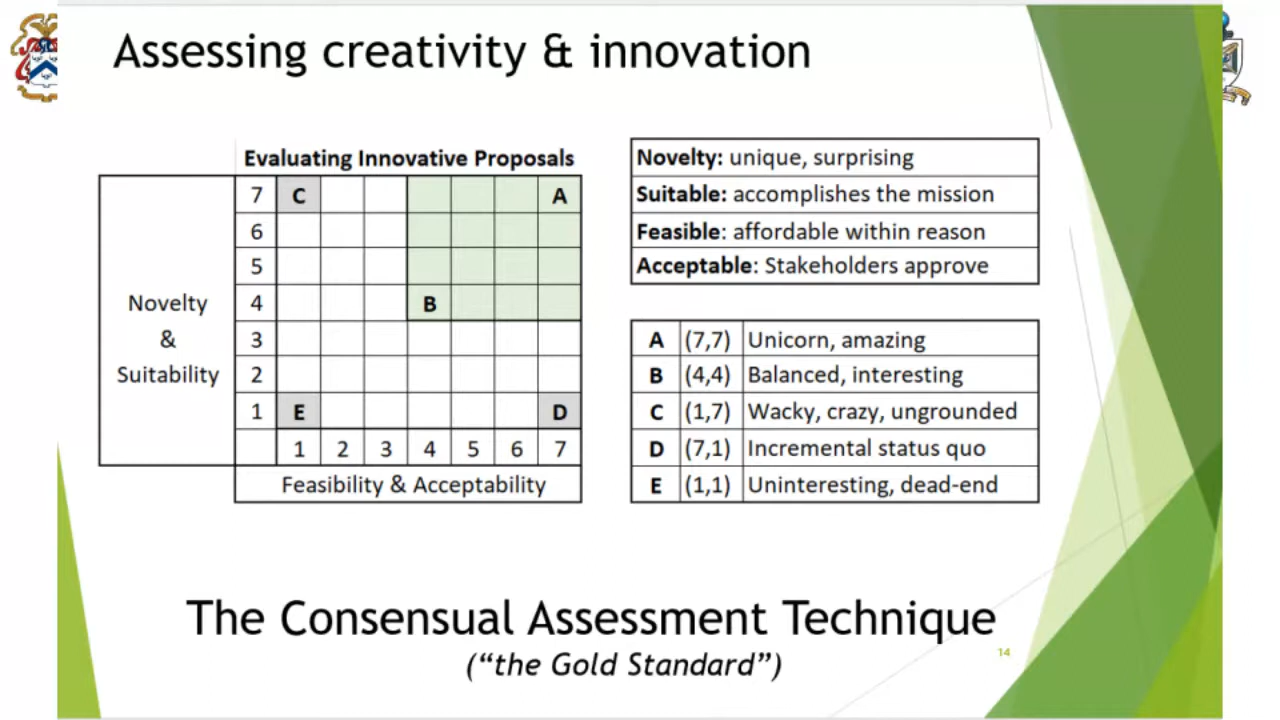 Assessing creativity & innovation
Evaluating Innovative Proposals
Novelty
&
Suitability
7 C A
6
5
4 B
3
2
1 E D
1 2 3 4 5 6 7
Feasibility & Acceptability
Novelty: unique, surprising
Suitable: accomplishes the mission
Feasible: affordable within reason
Acceptable: Stakeholders approve
A (7,7) Unicorn, amazing
B (4,4) Balanced, interesting
C (1,7) Wacky, crazy, ungrounded
D (7,1) Incremental status quo
E (1,1) Uninteresting, dead-end
The Consensual Assessment Technique
(“the Gold Standard”)
14